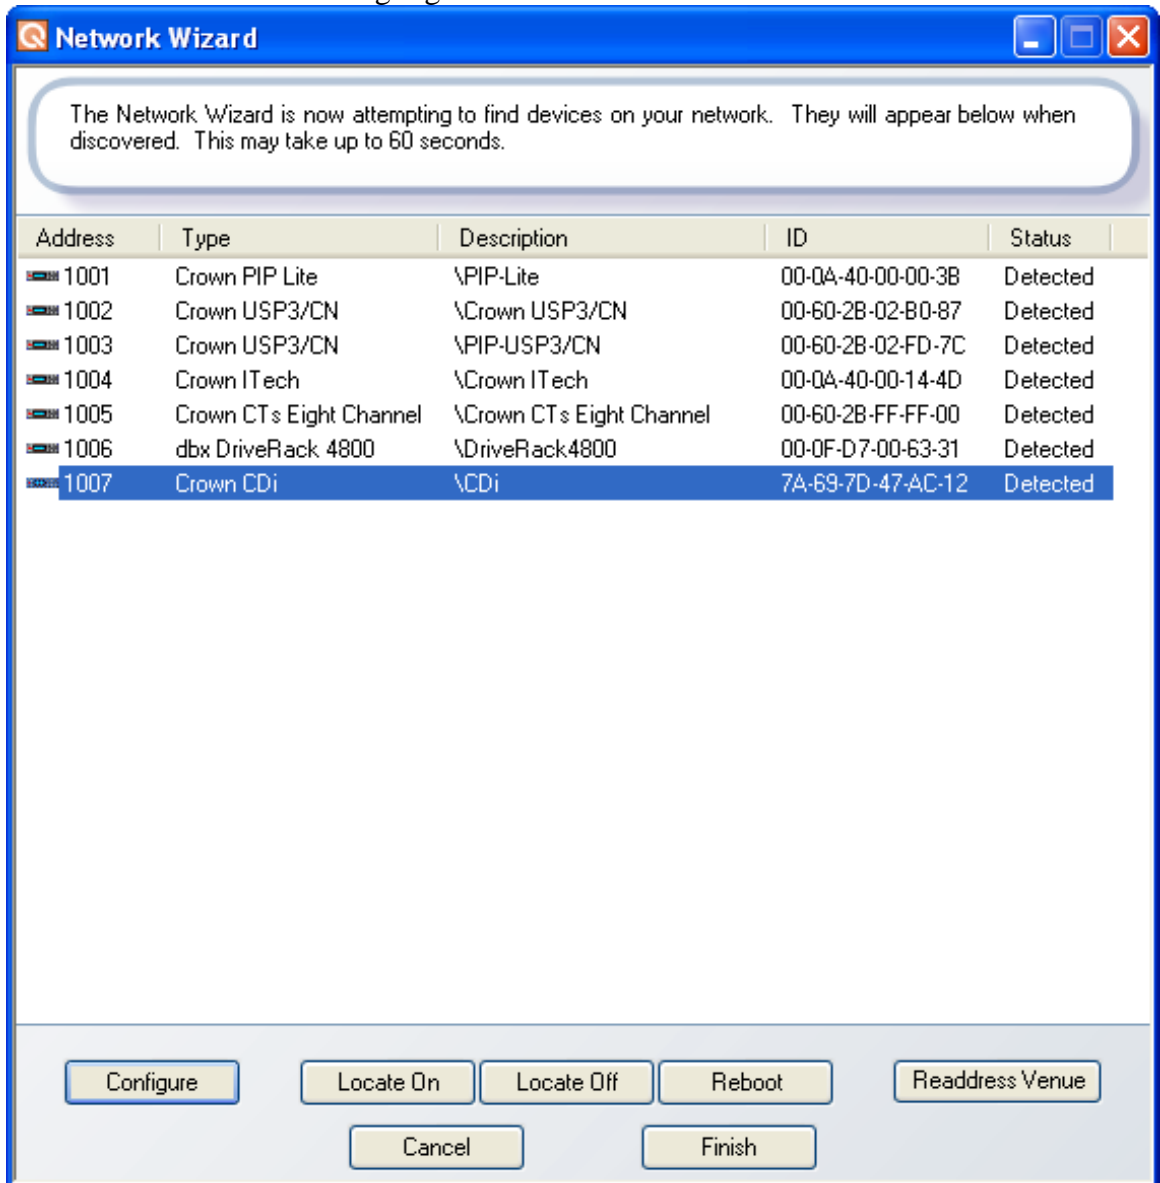 Network Wizard
The Network Wizard is now attempting to find devices on your network. They will appear below when
discovered. This may take up to 60 seconds.
Address Type Description ID Status
1001 Crown PIP Lite \PIP-Lite 00-0A-40-00-00-3B Detected
1002 Crown USP3/CN \Crown USP3/CN 00-60-2B-02-B0-87 Detected
1003 Crown USP3/CN \PIP-USP3/CN 00-60-2B-02-FD-7C Detected
1004 Crown ITech \Crown ITech 00-0A-40-00-14-4D Detected
1005 Crown CTs Eight Channel \Crown CTs Eight Channel 00-60-2B-FF-FF-00 Detected
1006 dbx DriveRack 4800 \DriveRack4800 00-0F-D7-00-63-31 Detected
1007 Crown CDi \CDi 7A-69-7D-47-AC-12 Detected
Configure Locate On Locate Off Reboot Readdress Venue
Cancel Finish